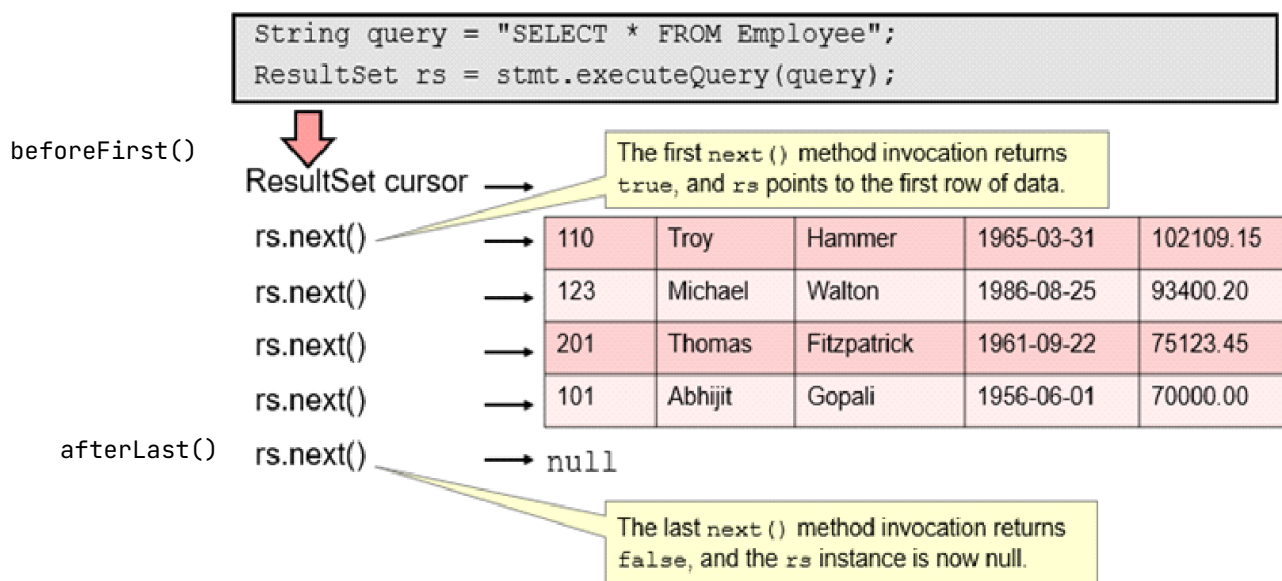 String query = "SELECT * FROM Employee";
ResultSet rs = stmt.executeQuery(query);
beforeFirst()
The first next() method invocation returns
true, and rs points to the first row of data.
ResultSet cursor
rs.next() 110 Troy Hammer 1965-03-31 102109.15
rs.next() 123 Michael Walton 1986-08-25 93400.20
rs.next() 201 Thomas Fitzpatrick 1961-09-22 75123.45
rs.next() 101 Abhijit Gopali 1956-06-01 70000.00
afterLast() rs.next() null
The last next() method invocation returns
false, and the rs instance is now null.